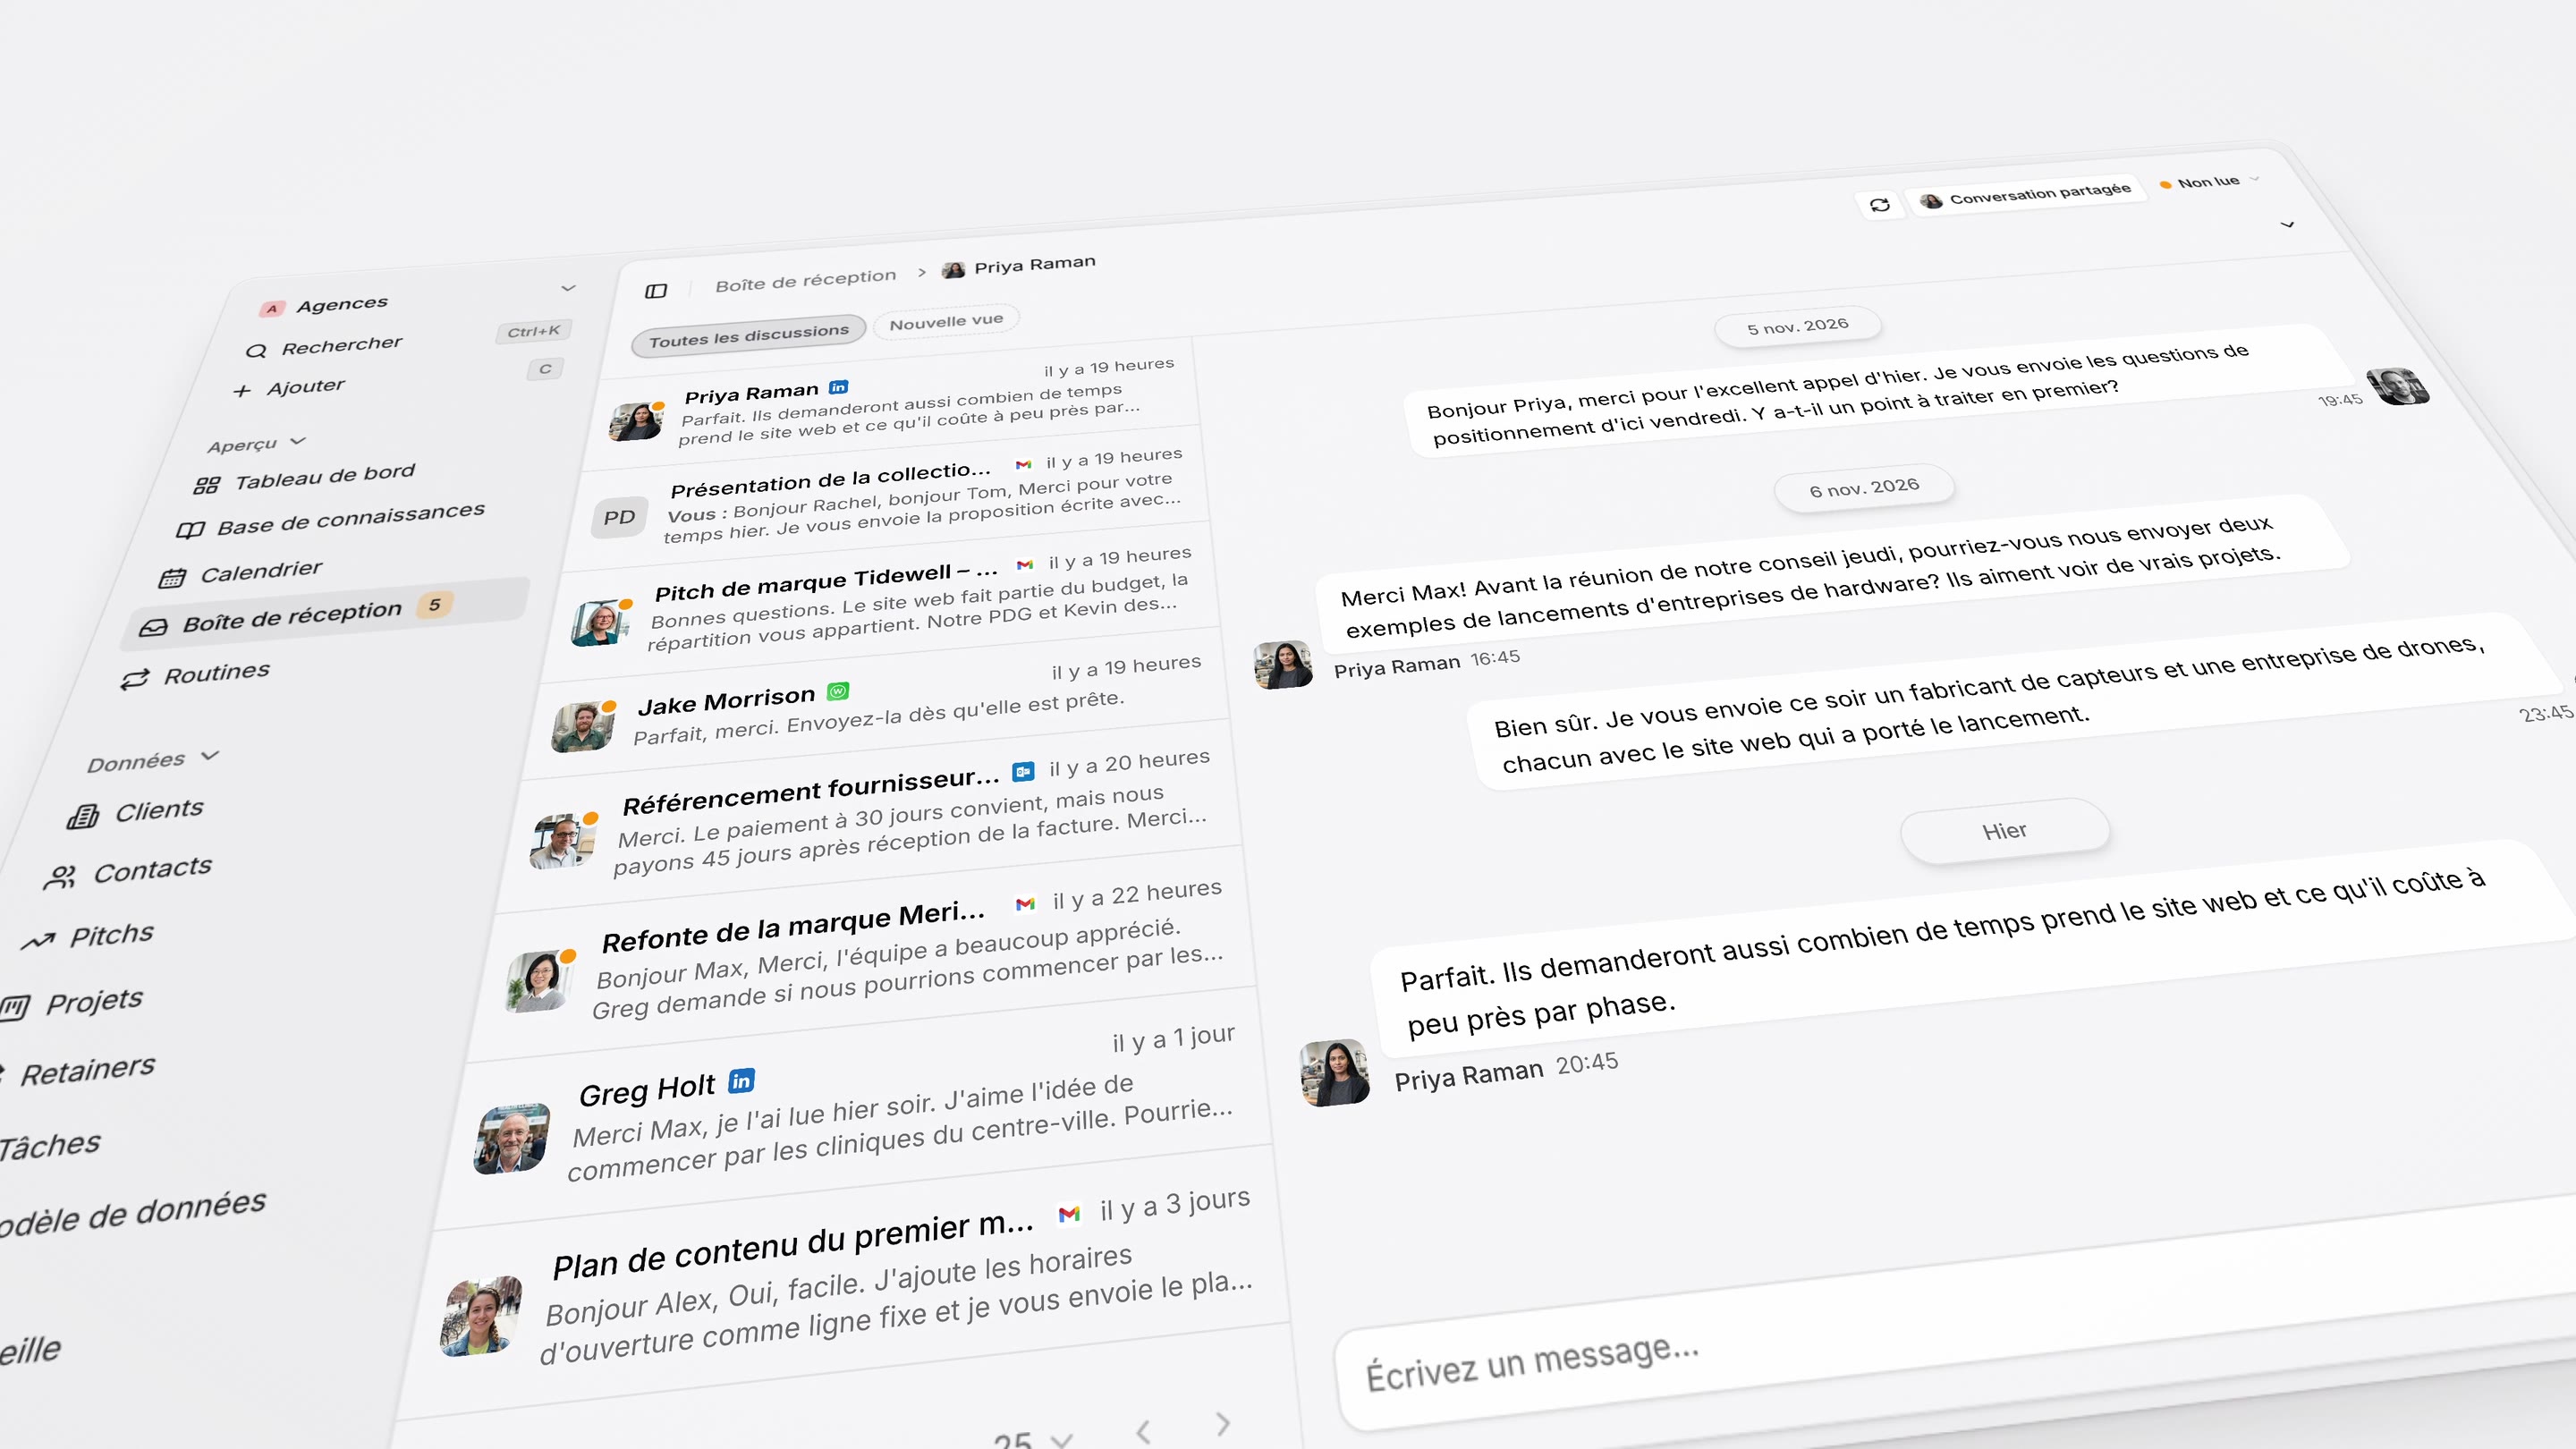 A Agences
Rechercher Ctrl+K
Ajouter C
Aperçu
Tableau de bord
Base de connaissances
Calendrier
Boîte de réception 5
Routines
Données
Clients
Contacts
Pitchs
Projets
Retainers
Tâches
odèle de données
eille
Boîte de réception > Priya Raman
Conversation partagée
Non lue
Toutes les discussions
Nouvelle vue
Priya Raman il y a 19 heures
Parfait. Ils demanderont aussi combien de temps
prend le site web et ce qu'il coûte à peu près par...
Présentation de la collectio... il y a 19 heures
PD
Vous : Bonjour Rachel, bonjour Tom, Merci pour votre
temps hier. Je vous envoie la proposition écrite avec...
Pitch de marque Tidewell – ... il y a 19 heures
Bonnes questions. Le site web fait partie du budget, la
répartition vous appartient. Notre PDG et Kevin des...
Jake Morrison il y a 19 heures
Parfait, merci. Envoyez-la dès qu'elle est prête.
Référencement fournisseur... il y a 20 heures
Merci. Le paiement à 30 jours convient, mais nous
payons 45 jours après réception de la facture. Merci...
Refonte de la marque Meri... il y a 22 heures
Bonjour Max, Merci, l'équipe a beaucoup apprécié.
Greg demande si nous pourrions commencer par les...
Greg Holt il y a 1 jour
Merci Max, je l'ai lue hier soir. J'aime l'idée de
commencer par les cliniques du centre-ville. Pourrie...
Plan de contenu du premier m... il y a 3 jours
Bonjour Alex, Oui, facile. J'ajoute les horaires
d'ouverture comme ligne fixe et je vous envoie le pla...
25
5 nov. 2026
Bonjour Priya, merci pour l'excellent appel d'hier. Je vous envoie les questions de
positionnement d'ici vendredi. Y a-t-il un point à traiter en premier?
19:45
6 nov. 2026
Merci Max! Avant la réunion de notre conseil jeudi, pourriez-vous nous envoyer deux
exemples de lancements d'entreprises de hardware? Ils aiment voir de vrais projets.
Priya Raman 16:45
Bien sûr. Je vous envoie ce soir un fabricant de capteurs et une entreprise de drones,
chacun avec le site web qui a porté le lancement.
23:45
Hier
Parfait. Ils demanderont aussi combien de temps prend le site web et ce qu'il coûte à
peu près par phase.
Priya Raman 20:45
Écrivez un message...